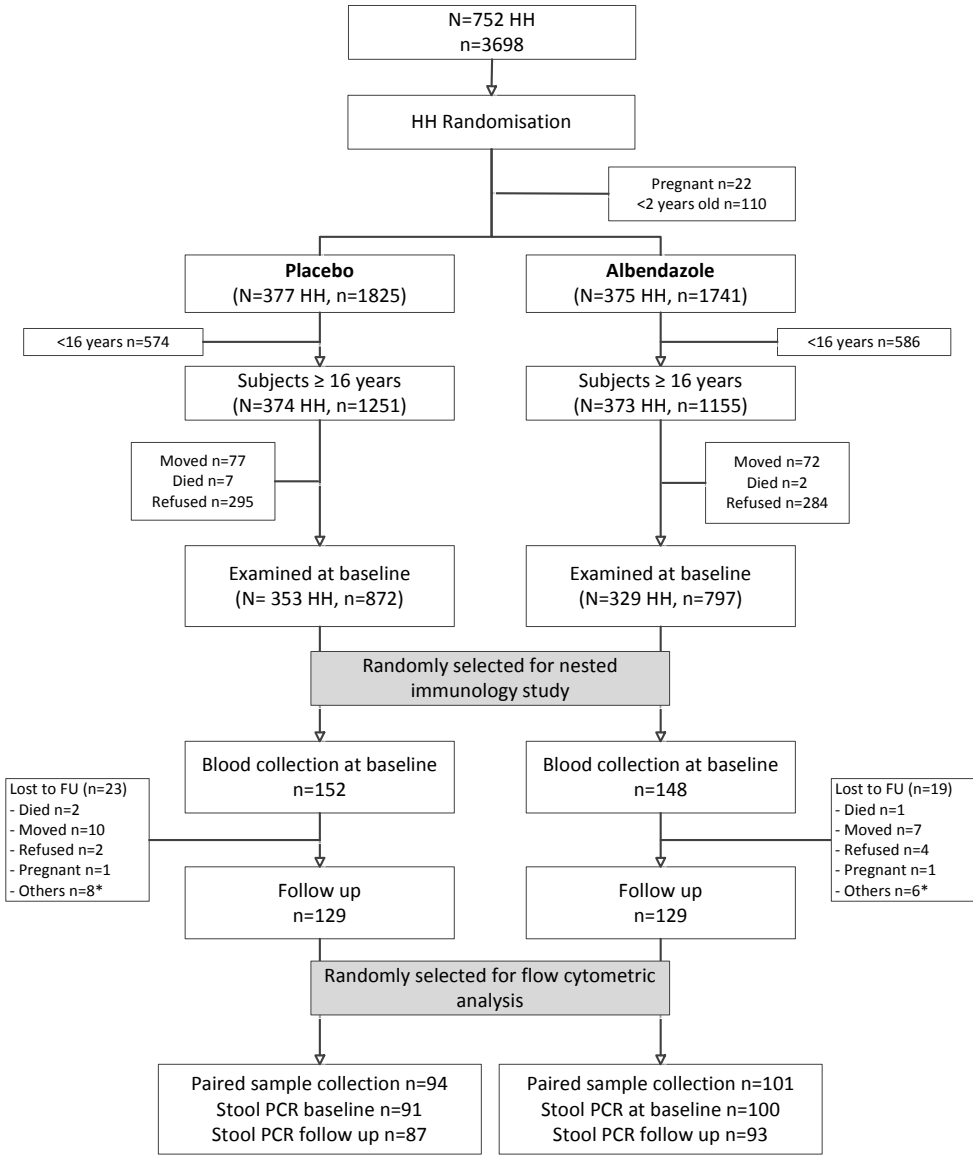 N=752 HH
n=3698
HH Randomisation
Pregnant n=22
<2 years old n=110
Placebo
(N=377 HH, n=1825)
Albendazole
(N=375 HH, n=1741)
<16 years n=574
<16 years n=586
Subjects ≥ 16 years
(N=374 HH, n=1251)
Subjects ≥ 16 years
(N=373 HH, n=1155)
Moved n=77
Died n=7
Refused n=295
Moved n=72
Died n=2
Refused n=284
Examined at baseline
(N= 353 HH, n=872)
Examined at baseline
(N=329 HH, n=797)
Randomly selected for nested
immunology study
Blood collection at baseline
n=152
Blood collection at baseline
n=148
Lost to FU (n=23)
- Died n=2
- Moved n=10
- Refused n=2
- Pregnant n=1
- Others n=8*
Lost to FU (n=19)
- Died n=1
- Moved n=7
- Refused n=4
- Pregnant n=1
- Others n=6*
Follow up
n=129
Follow up
n=129
Randomly selected for flow cytometric
analysis
Paired sample collection n=94
Stool PCR baseline n=91
Stool PCR follow up n=87
Paired sample collection n=101
Stool PCR at baseline n=100
Stool PCR follow up n=93